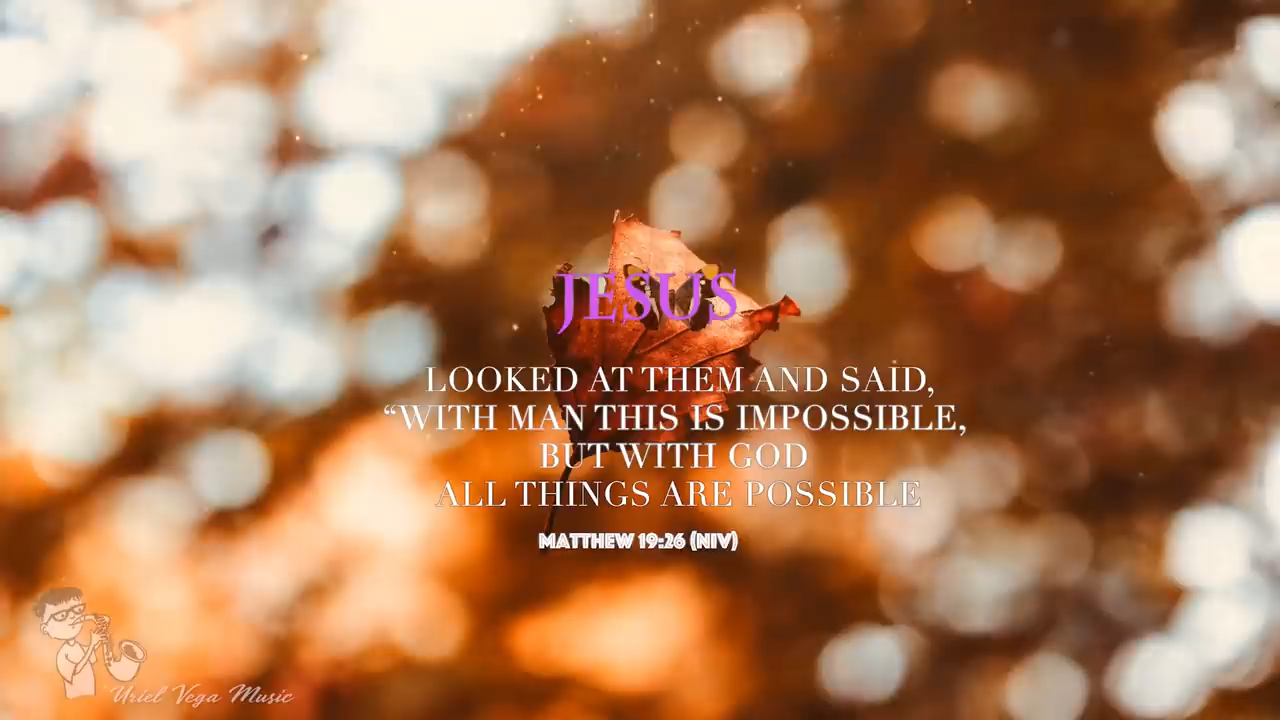 JESUS
LOOKED AT THEM AND SAİD,
“WITH MAN THIS IS IMPOSSIBLE,
BUT WITH GOD
ALL THINGS ARE POSSIBLE
MATTHEW 19:26 (NIV)
Uriel Vega Music